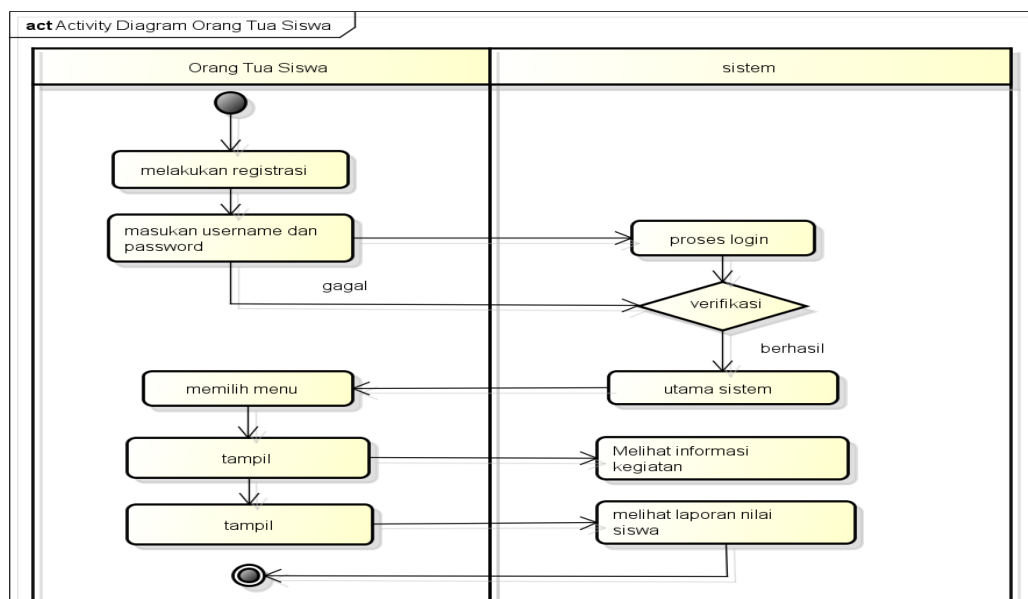 act Activity Diagram Orang Tua Siswa
Orang Tua Siswa
sistem
melakukan registrasi
masukan username dan
password
proses login
gagal
verifikasi
berhasil
memilih menu
utama sistem
tampil
Melihat informasi
kegiatan
tampil
melihat laporan nilai
siswa